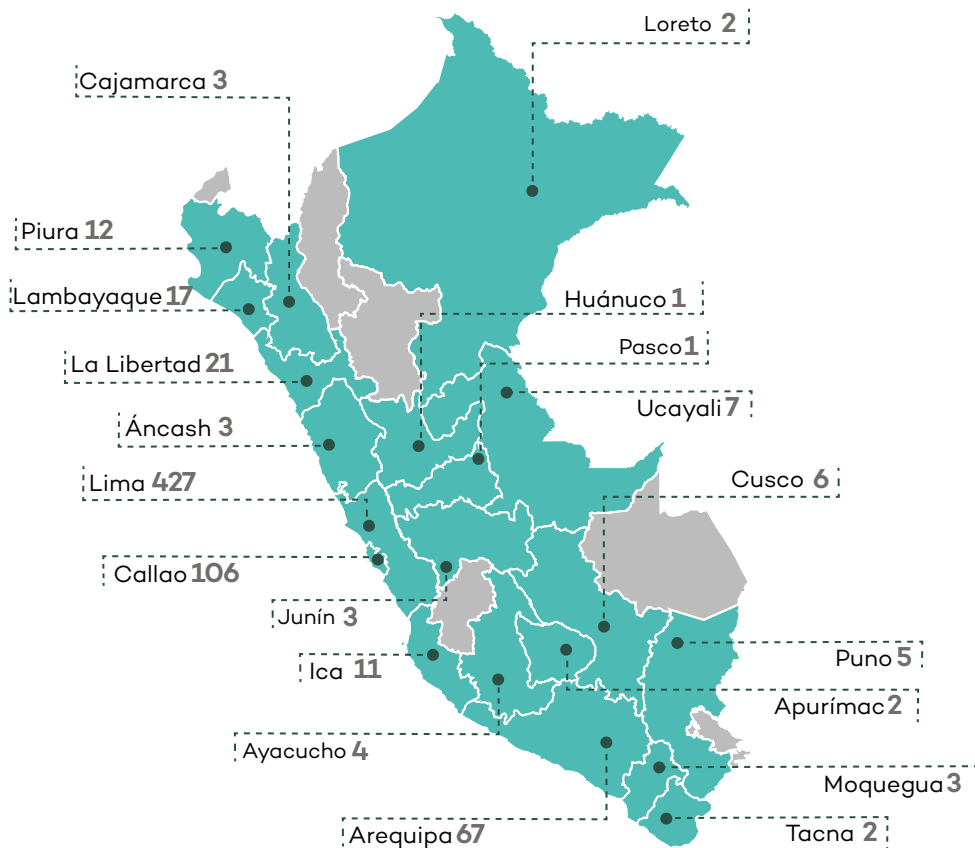 Loreto 2
Cajamarca 3
Piura 12
Lambayaque 17
Huánuco 1
Pasco 1
La Libertad 21
Ucayali 7
Áncash 3
Cusco 6
Lima 427
Callao 106
Junín 3
Puno 5
Ica 11
Apurímac 2
Ayacucho 4
Moquegua 3
Arequipa 67
Tacna 2